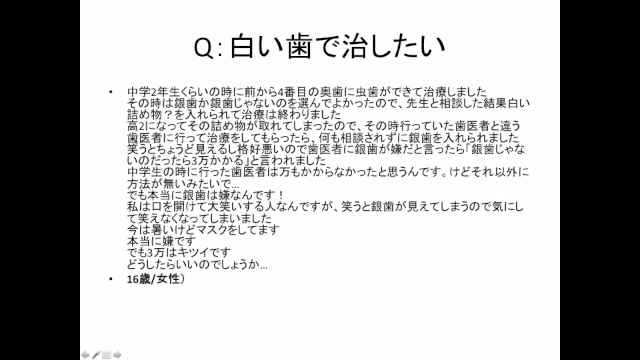 Q：白い歯で治したい
• 中学2年生くらいの時に前から4番目の奥歯に虫歯ができて治療しました
その時は銀歯か銀歯じゃないのを選んでよかったので、先生と相談した結果白い
詰め物？を入れられて治療は終わりました
高2になってその詰め物が取れてしまったので、その時行っていた歯医者と違う
歯医者に行って治療をしてもらったら、何も相談されずに銀歯を入れられました
笑うとちょうど見えるし格好悪いので歯医者に銀歯が嫌だと言ったら「銀歯じゃな
いのだったら3万かかる」と言われました
中学生の時に行った歯医者は万もかからなかったと思うんです。けどそれ以外に
方法が無いみたいで…
でも本当に銀歯は嫌なんです！
私は口を開けて大笑いする人なんですが、笑うと銀歯が見えてしまうので気にし
て笑えなくなってしまいました
今は暑いけどマスクをしてます
本当に嫌です
でも3万はキツイです
どうしたらいいのでしょうか…
• 16歳/女性）